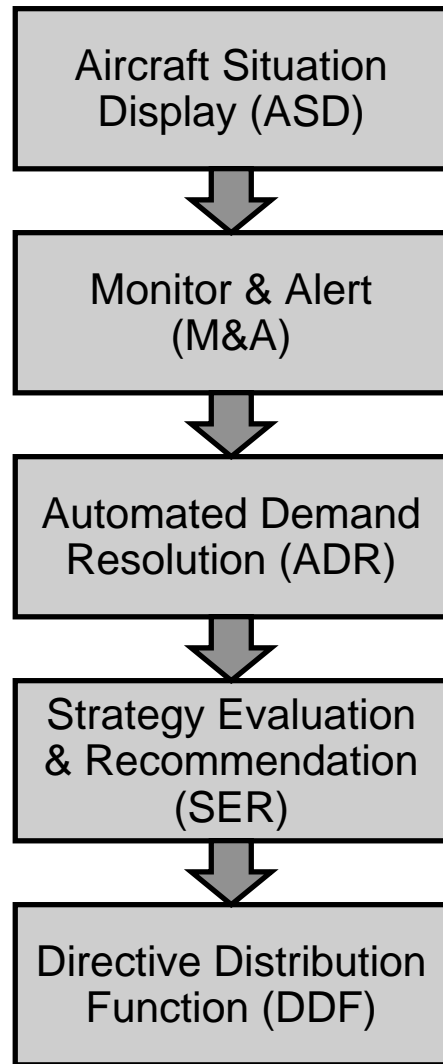 Aircraft Situation
Display (ASD)
Monitor & Alert
(M&A)
Automated Demand
Resolution (ADR)
Strategy Evaluation
& Recommendation
(SER)
Directive Distribution
Function (DDF)